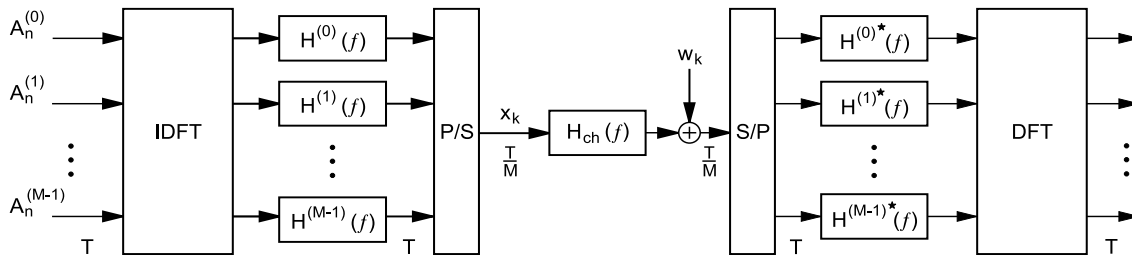 A_n^(0) H^(0)(f) H^(0)★(f)
w_k
A_n^(1) H^(1)(f) H^(1)★(f)
IDFT P/S x_k H_ch(f) S/P DFT
T/M T/M
A_n^(M-1) H^(M-1)(f) H^(M-1)★(f)
T T T T